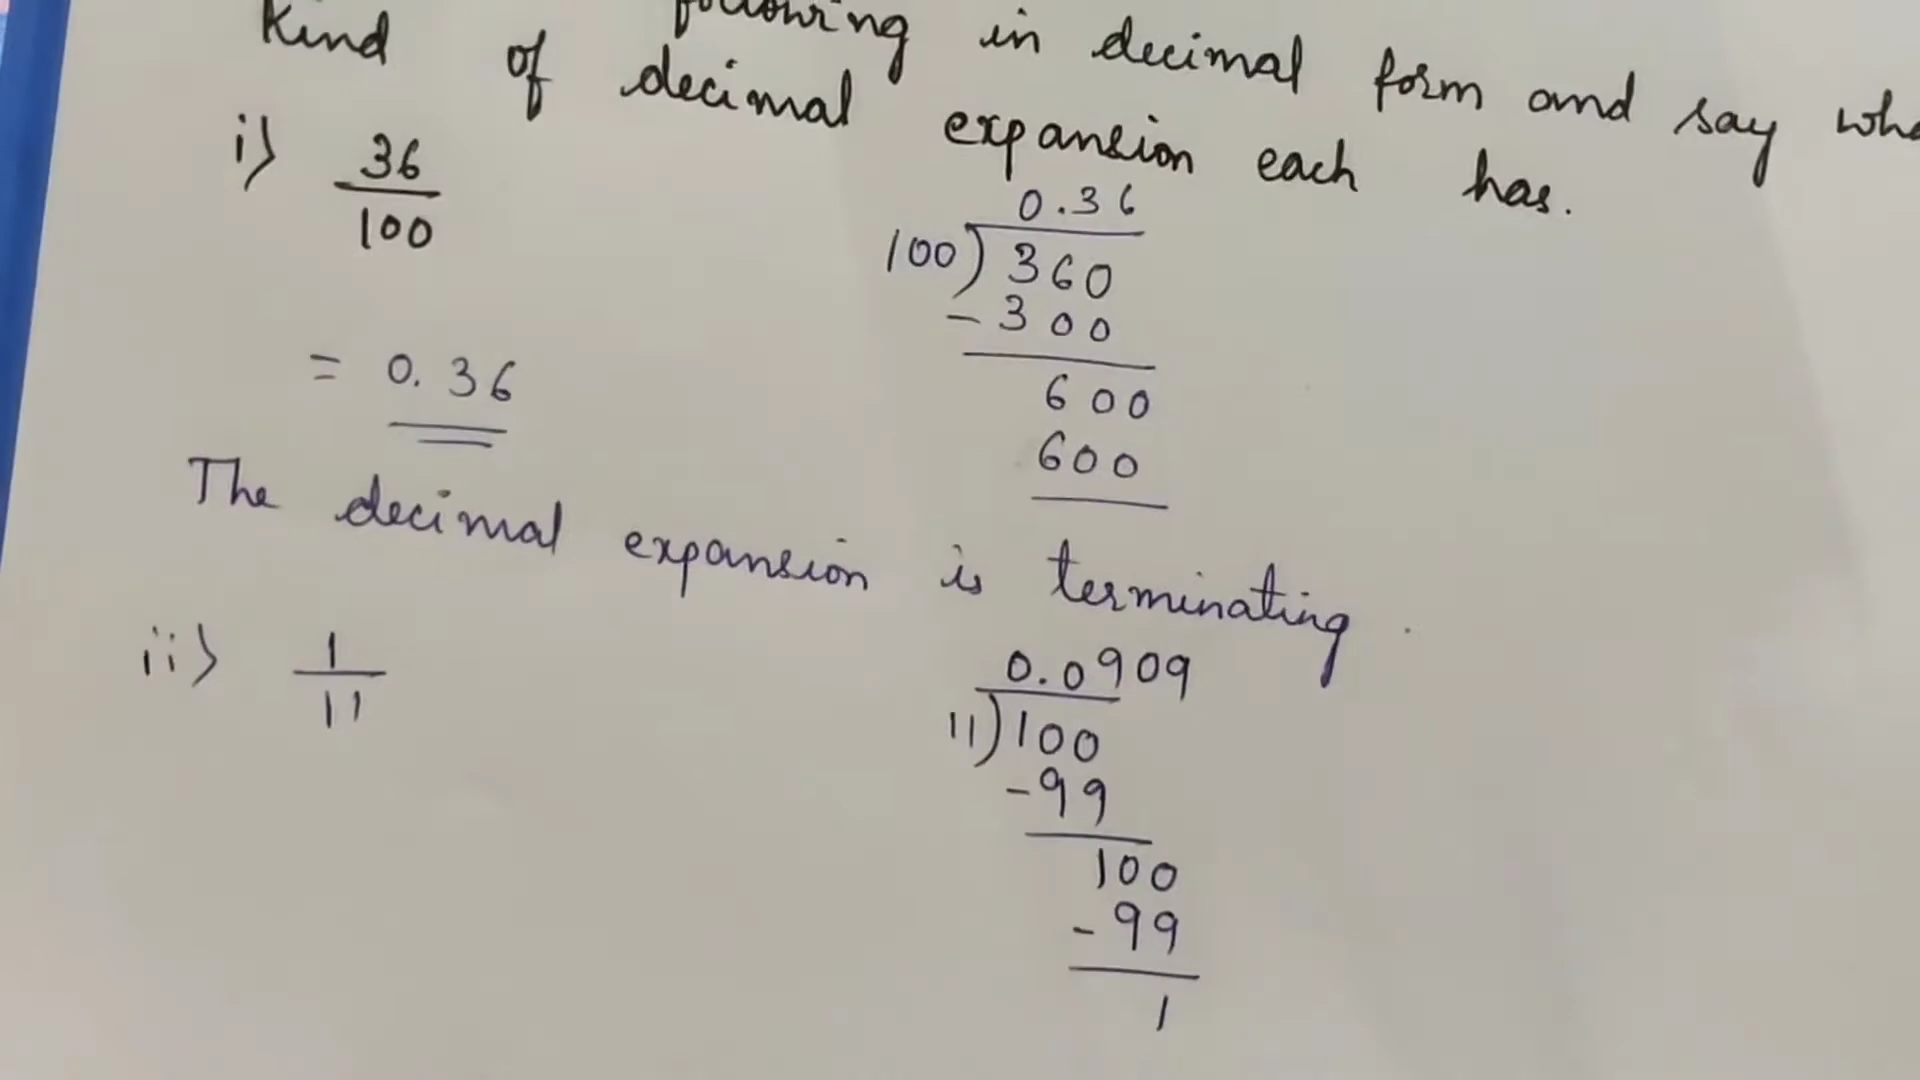 following in decimal form and say
Kind of decimal expansion each has.
i) 36/100
0.36
100)360
-300
600
600
= 0.36
The decimal expansion is terminating.
ii) 1/11
0.0909
11)100
-99
100
-99
1